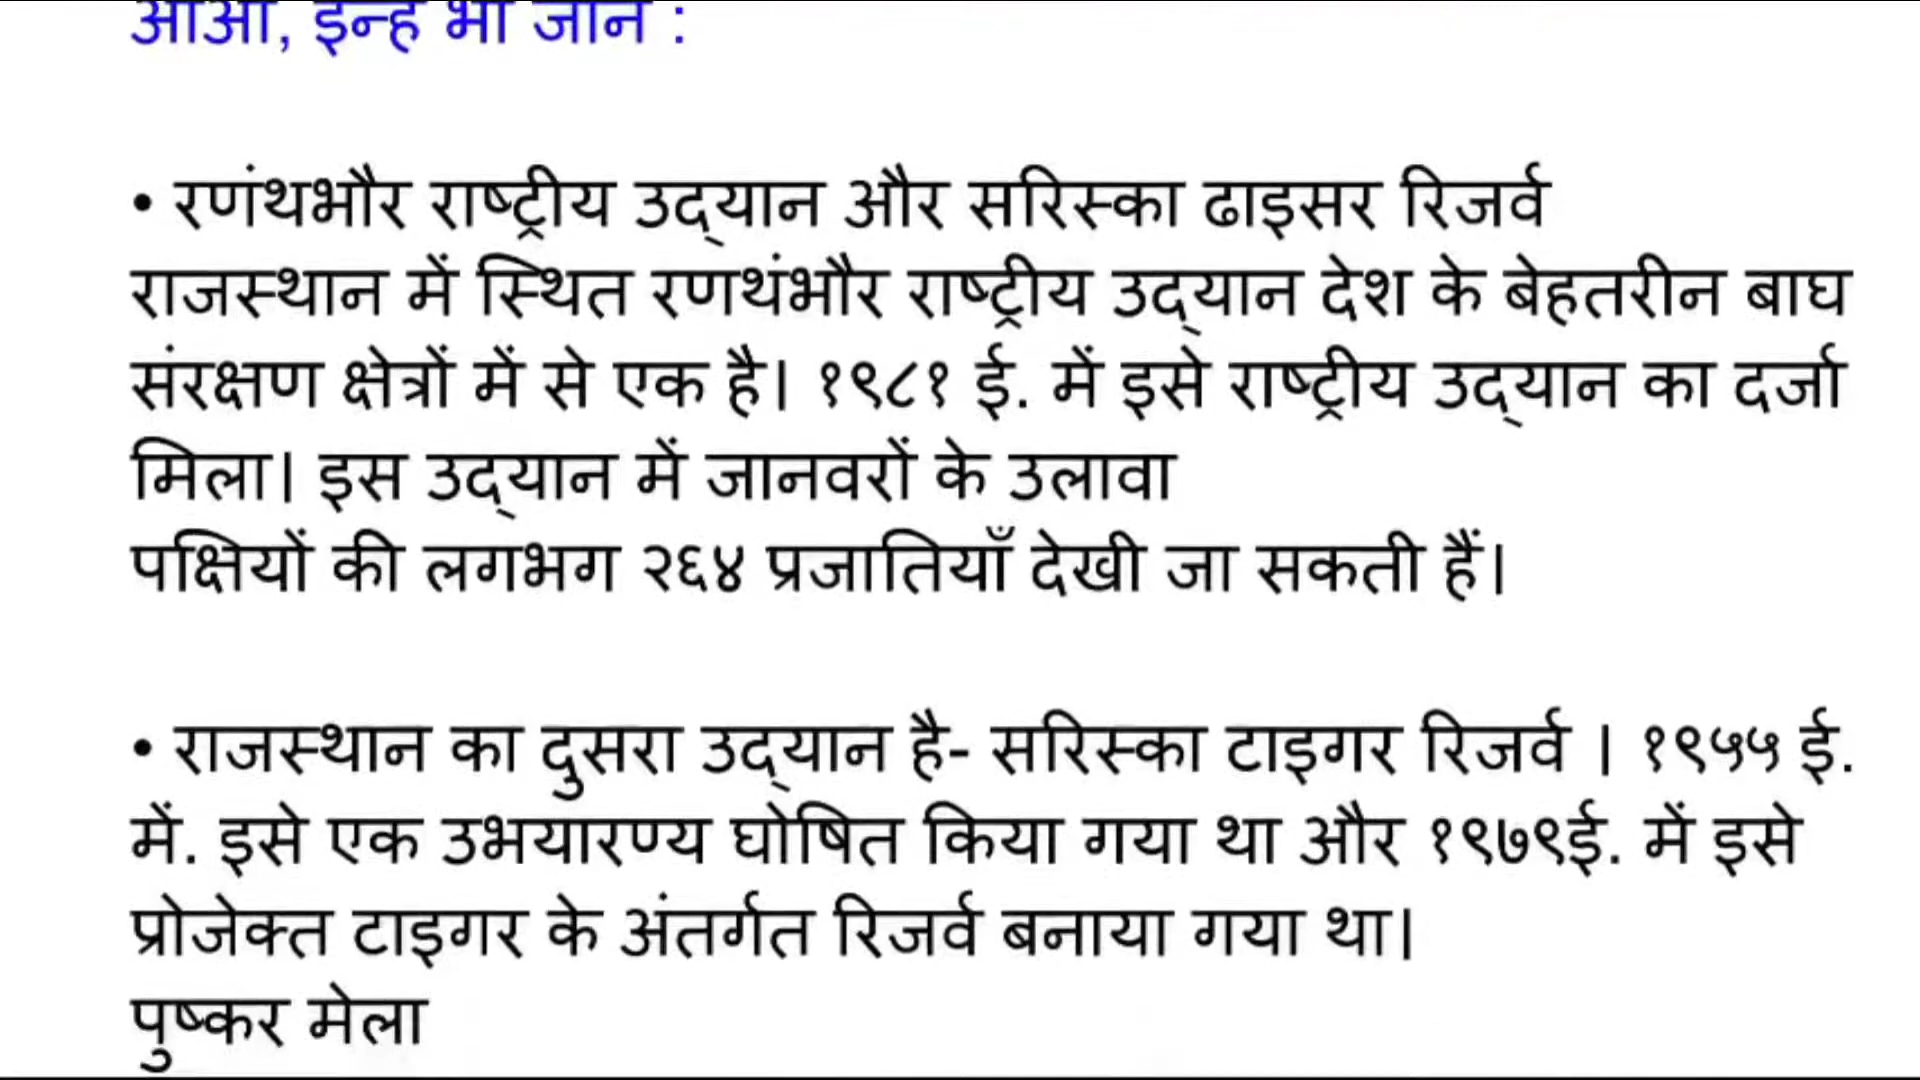 आओ, इन्हें भी जानें :
• रणंथभौर राष्ट्रीय उद्‌यान और सरिस्का ढाइसर रिजर्व
राजस्थान में स्थित रणथंभौर राष्ट्रीय उद्‌यान देश के बेहतरीन बाघ
संरक्षण क्षेत्रों में से एक है। १९८१ ई. में इसे राष्ट्रीय उद्‌यान का दर्जा
मिला। इस उद्‌यान में जानवरों के उलावा
पक्षियों की लगभग २६४ प्रजातियाँ देखी जा सकती हैं।
• राजस्थान का दुसरा उद्‌यान है- सरिस्का टाइगर रिजर्व । १९५५ ई.
में. इसे एक उभयारण्य घोषित किया गया था और १९७९ई. में इसे
प्रोजेक्त टाइगर के अंतर्गत रिजर्व बनाया गया था।
पुष्कर मेला